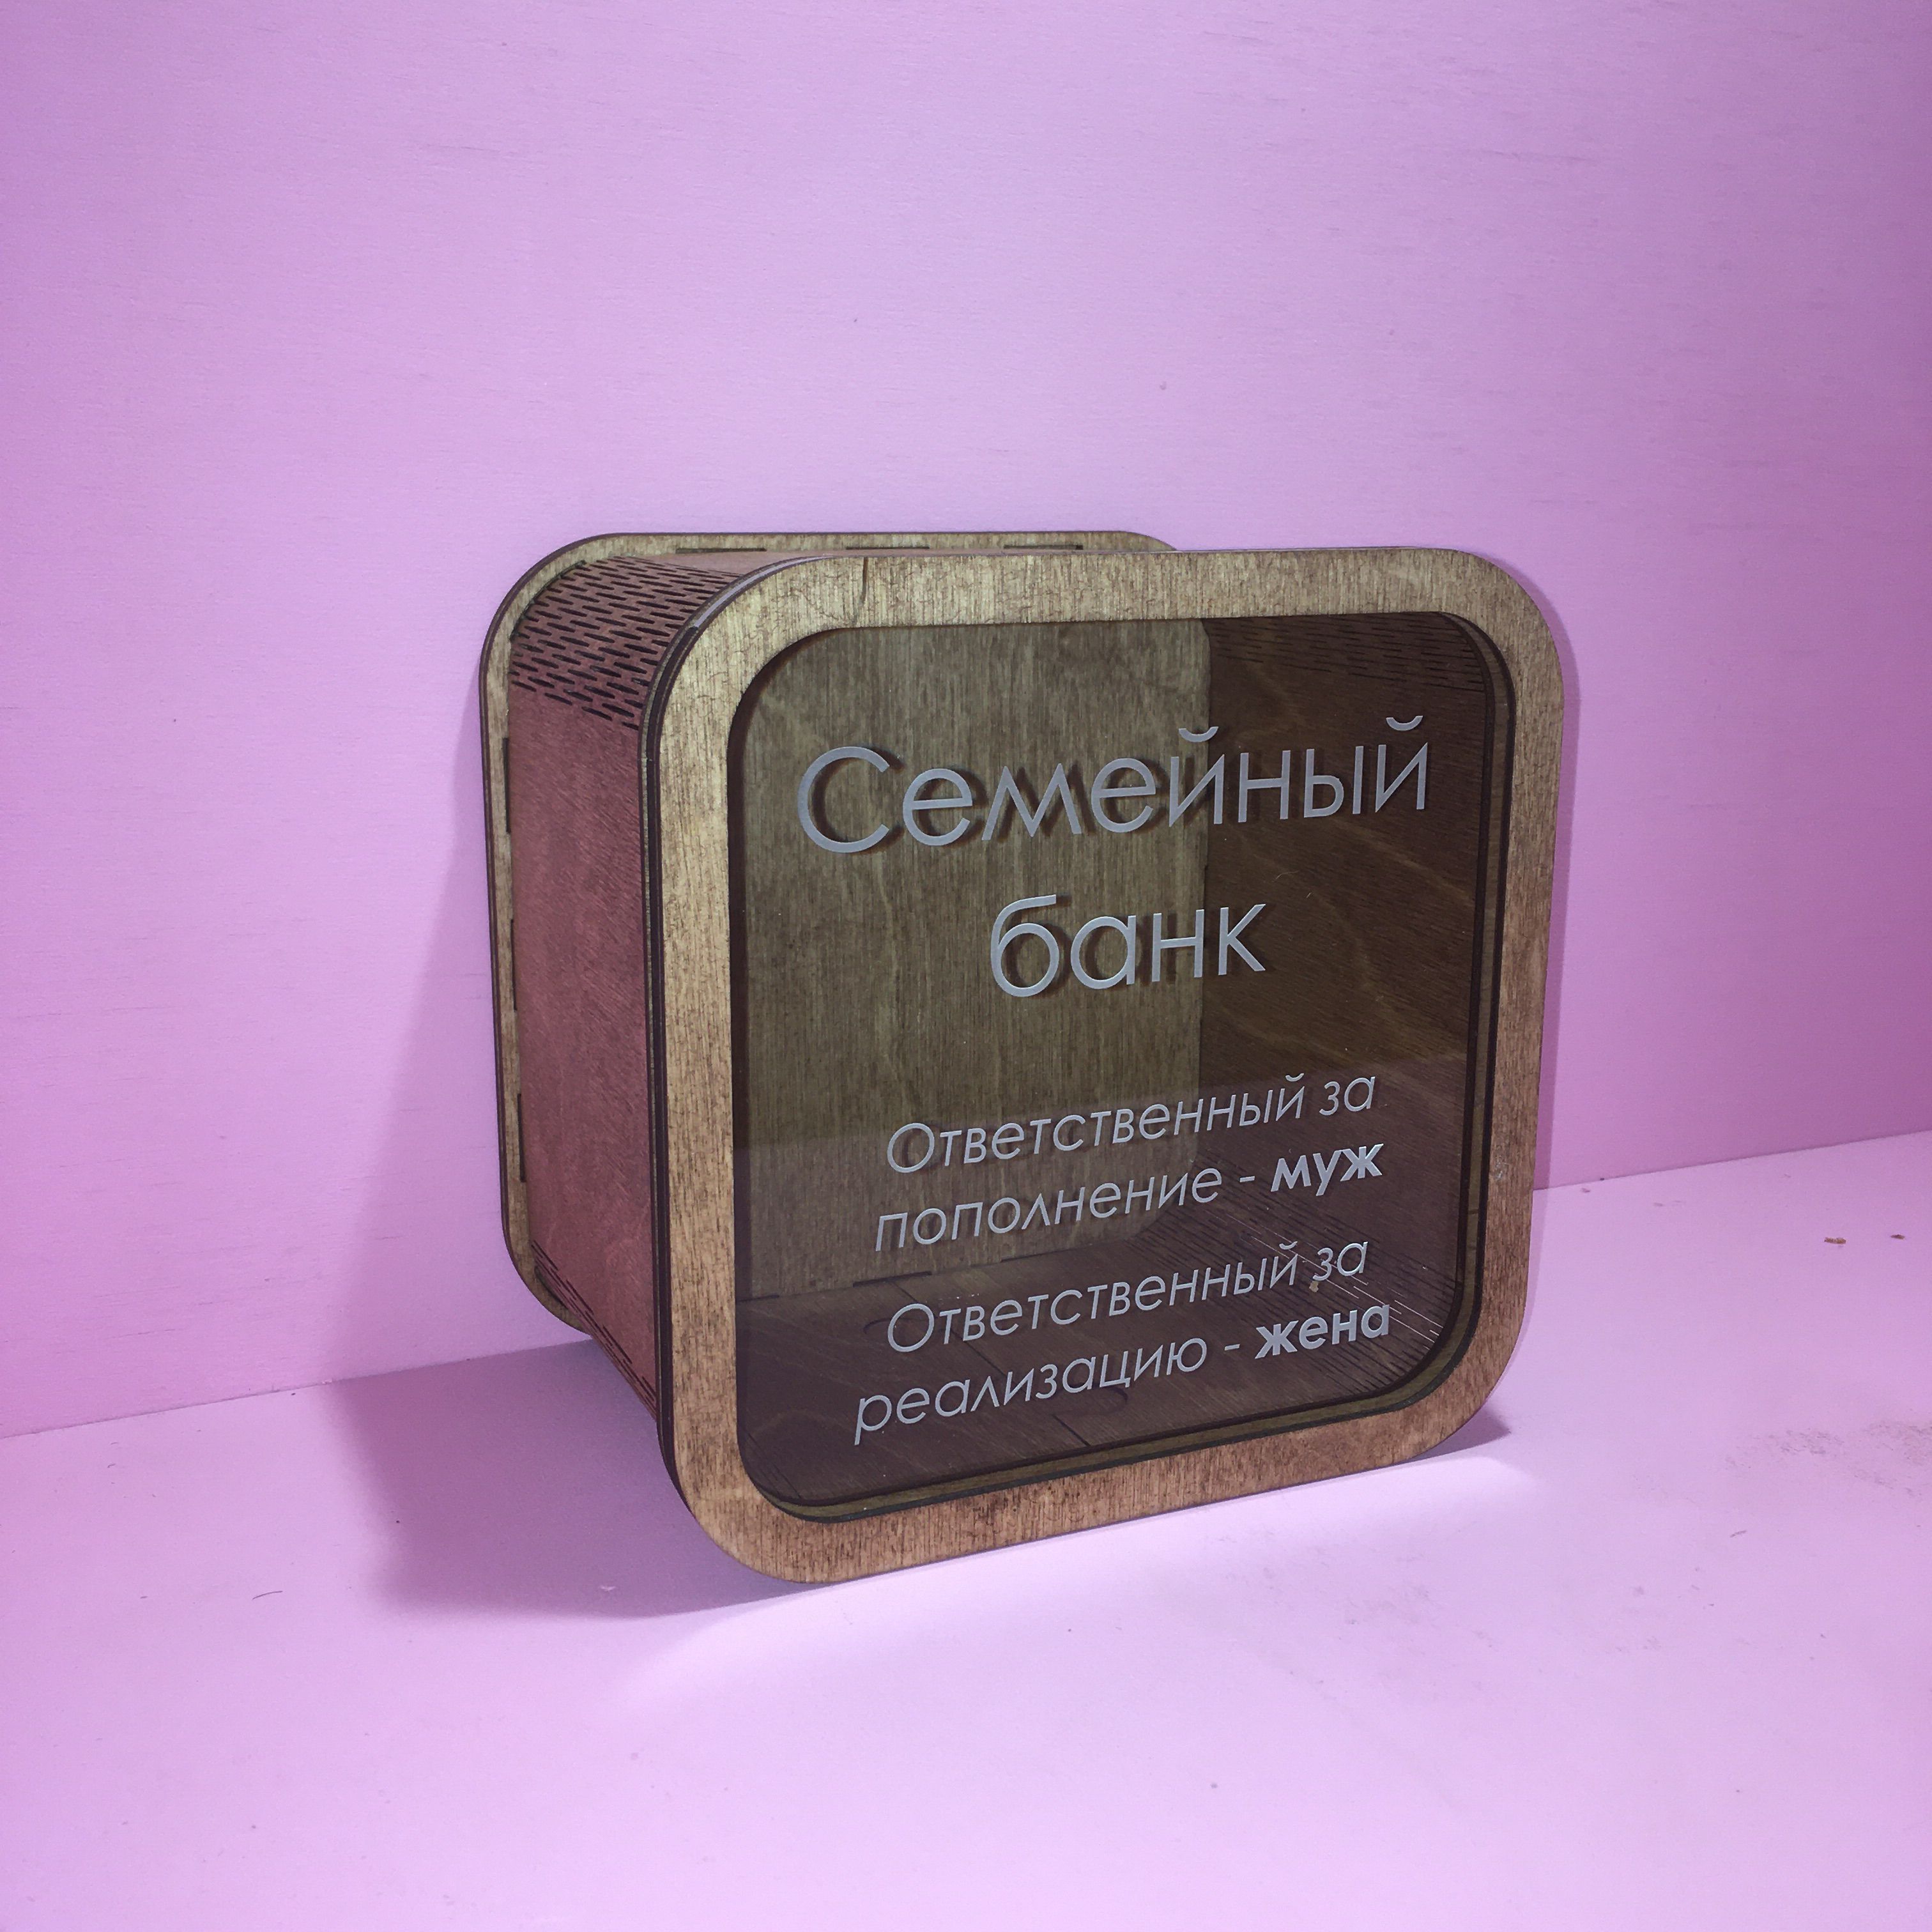 Семейный
банк
Ответственный за
пополнение - муж
Ответственный за
реализацию - жена